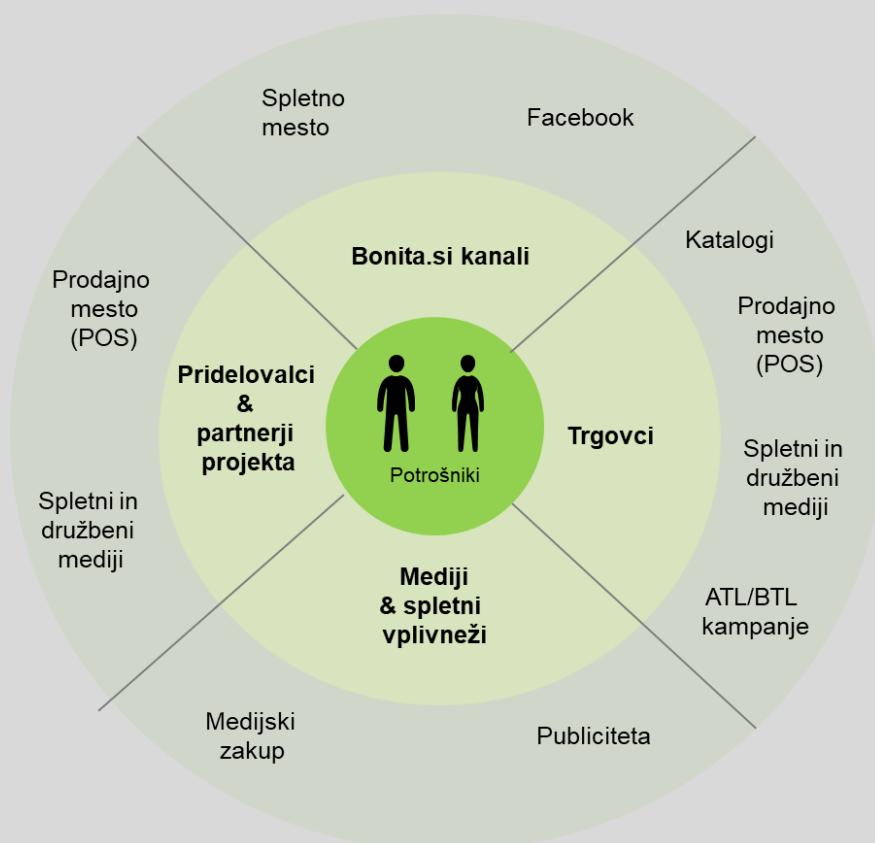 Spletno
mesto
Facebook
Bonita.si kanali
Katalogi
Prodajno
mesto
(POS)
Prodajno
mesto
(POS)
Pridelovalci
&
partnerji
projekta
Potrošniki
Trgovci
Spletni in
družbeni
mediji
Spletni in
družbeni
mediji
Mediji
& spletni
vplivneži
ATL/BTL
kampanje
Medijski
zakup
Publiciteta